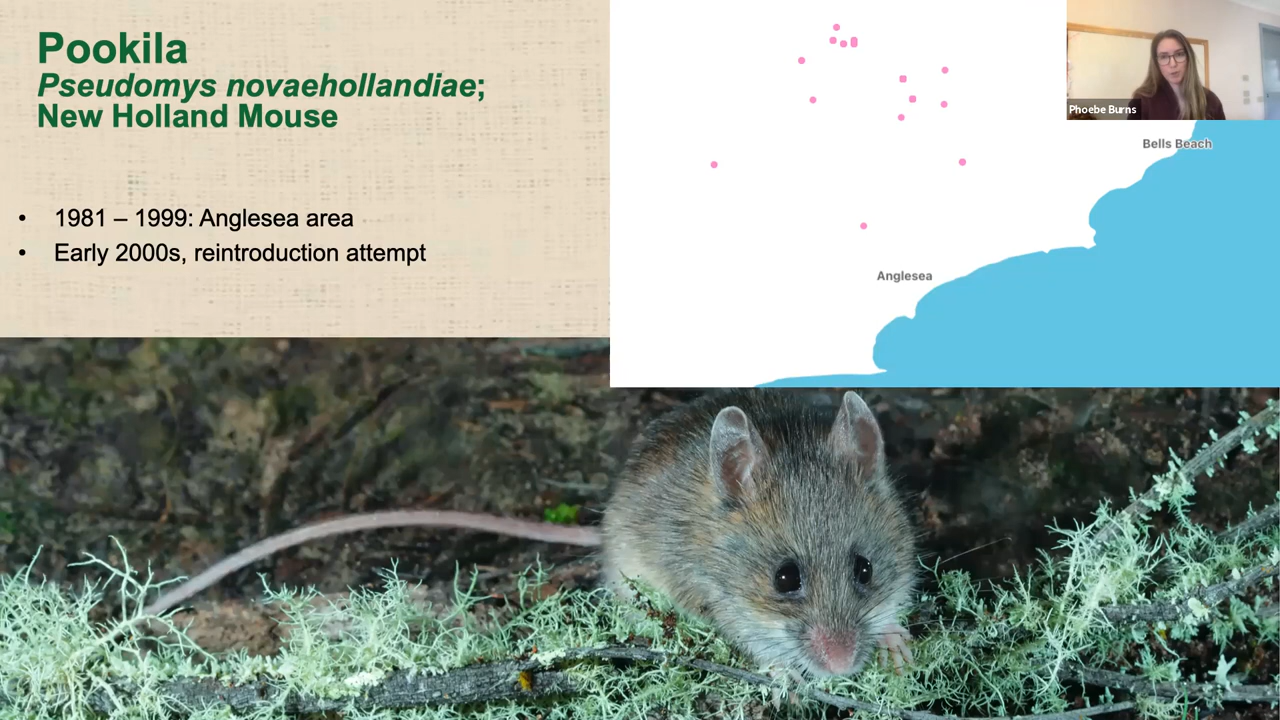 Pookila
Pseudomys novaehollandiae;
New Holland Mouse
• 1981 – 1999: Anglesea area
• Early 2000s, reintroduction attempt
Phoebe Burns
Bells Beach
Anglesea